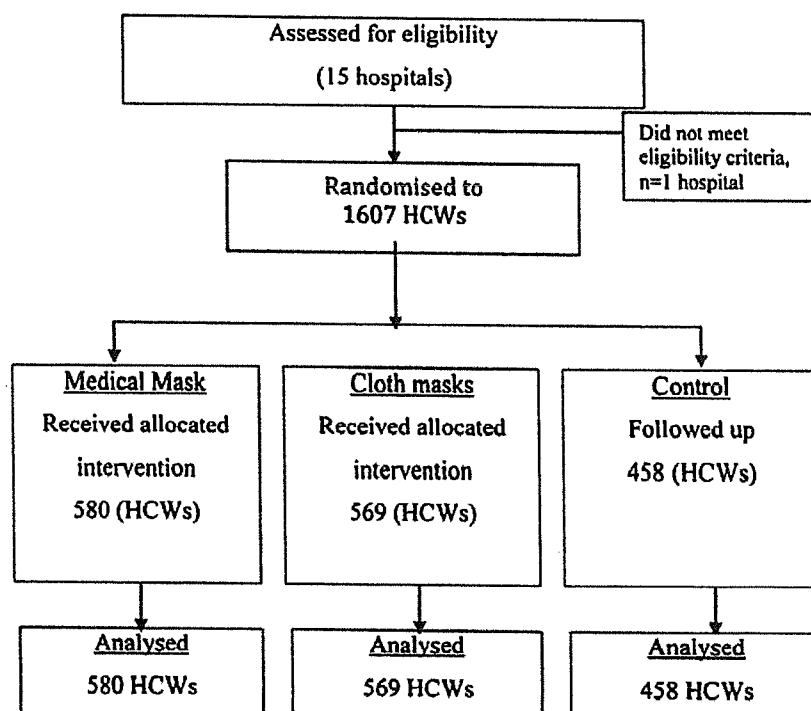 Assessed for eligibility
(15 hospitals)
Did not meet
eligibility criteria,
n=1 hospital
Randomised to
1607 HCWs
Medical Mask
Received allocated
intervention
580 (HCWs)
Cloth masks
Received allocated
intervention
569 (HCWs)
Control
Followed up
458 (HCWs)
Analysed
580 HCWs
Analysed
569 HCWs
Analysed
458 HCWs